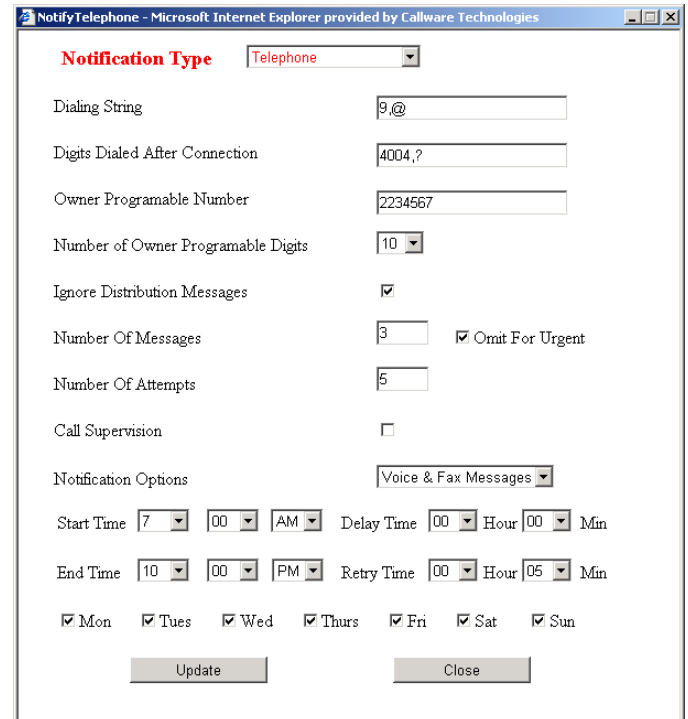 NotifyTelephone - Microsoft Internet Explorer provided by Callware Technologies
Notification Type Telephone
Dialing String 9,@
Digits Dialed After Connection 4004,?
Owner Programable Number 2234567
Number of Owner Programable Digits 10
Ignore Distribution Messages
Number Of Messages 3 Omit For Urgent
Number Of Attempts 5
Call Supervision
Notification Options Voice & Fax Messages
Start Time 7 00 AM Delay Time 00 Hour 00 Min
End Time 10 00 PM Retry Time 00 Hour 05 Min
Mon Tues Wed Thurs Fri Sat Sun
Update Close